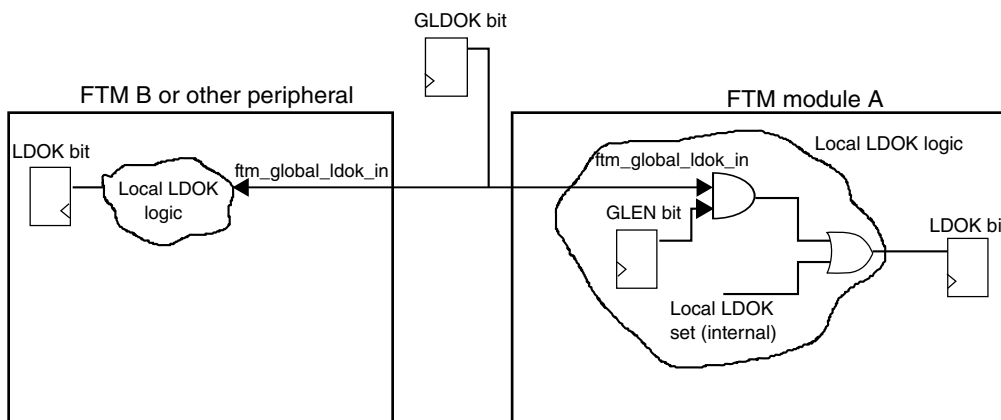 GLDOK bit
FTM B or other peripheral
FTM module A
LDOK bit
Local LDOK
logic
ftm_global_ldok_in
Local LDOK logic
ftm_global_ldok_in
GLEN bit
LDOK bi
Local LDOK
set (internal)